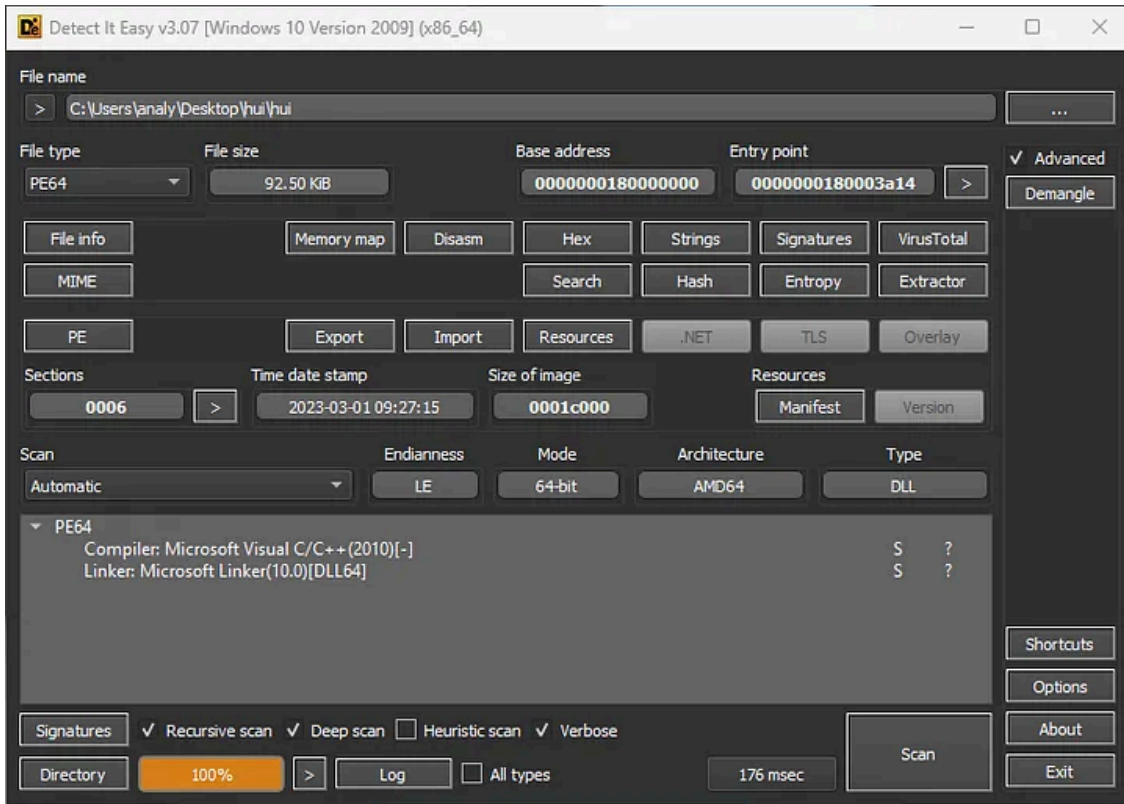 Detect It Easy v3.07 [Windows 10 Version 2009] (x86_64)
File name
> C:\Users\analy\Desktop\hui\hui ...
File type File size Base address Entry point Advanced
PE64 92.50 KiB 0000000180000000 0000000180003a14 > Demangle
File info Memory map Disasm Hex Strings Signatures VirusTotal
MIME Search Hash Entropy Extractor
PE Export Import Resources .NET TLS Overlay
Sections Time date stamp Size of image Resources
0006 > 2023-03-01 09:27:15 0001c000 Manifest Version
Scan Endianness Mode Architecture Type
Automatic LE 64-bit AMD64 DLL
PE64
Compiler: Microsoft Visual C/C++(2010)[-] S ?
Linker: Microsoft Linker(10.0)[DLL64] S ?
Shortcuts
Options
Signatures Recursive scan Deep scan Heuristic scan Verbose Scan About
Directory 100% > Log All types 176 msec Exit